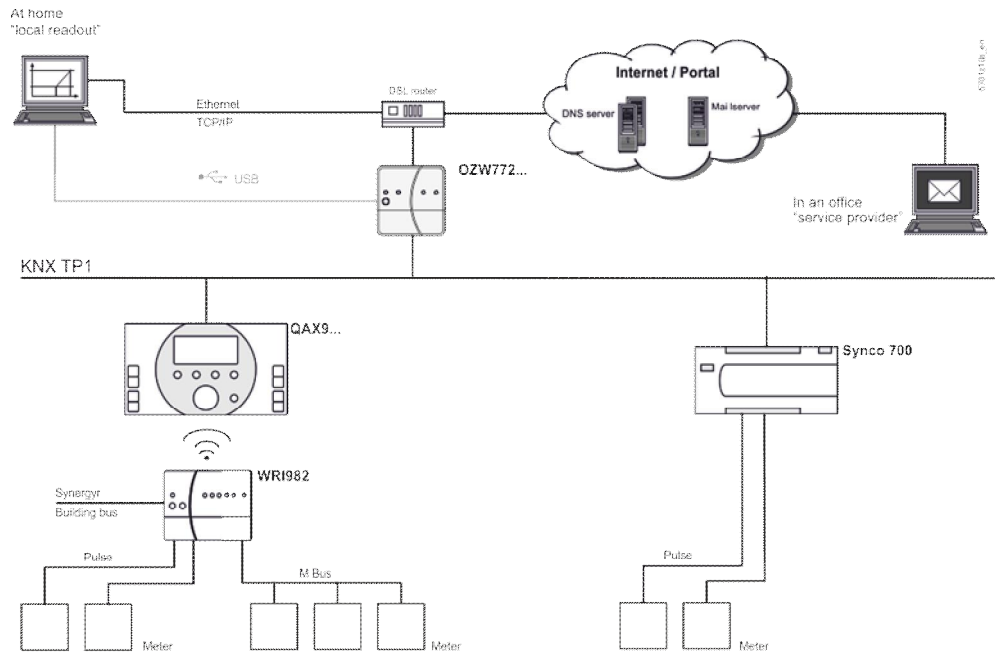 At home
"local readout"
Ethernet
TCP/IP
DSL router
Internet / Portal
DNS server
Mai lserver
USB
OZW772...
In an office
"service provider"
KNX TP1
QAX9...
Synco 700
WRI982
Synergyr
Building bus
Pulse
M Bus
Pulse
Meter
Meter
Meter